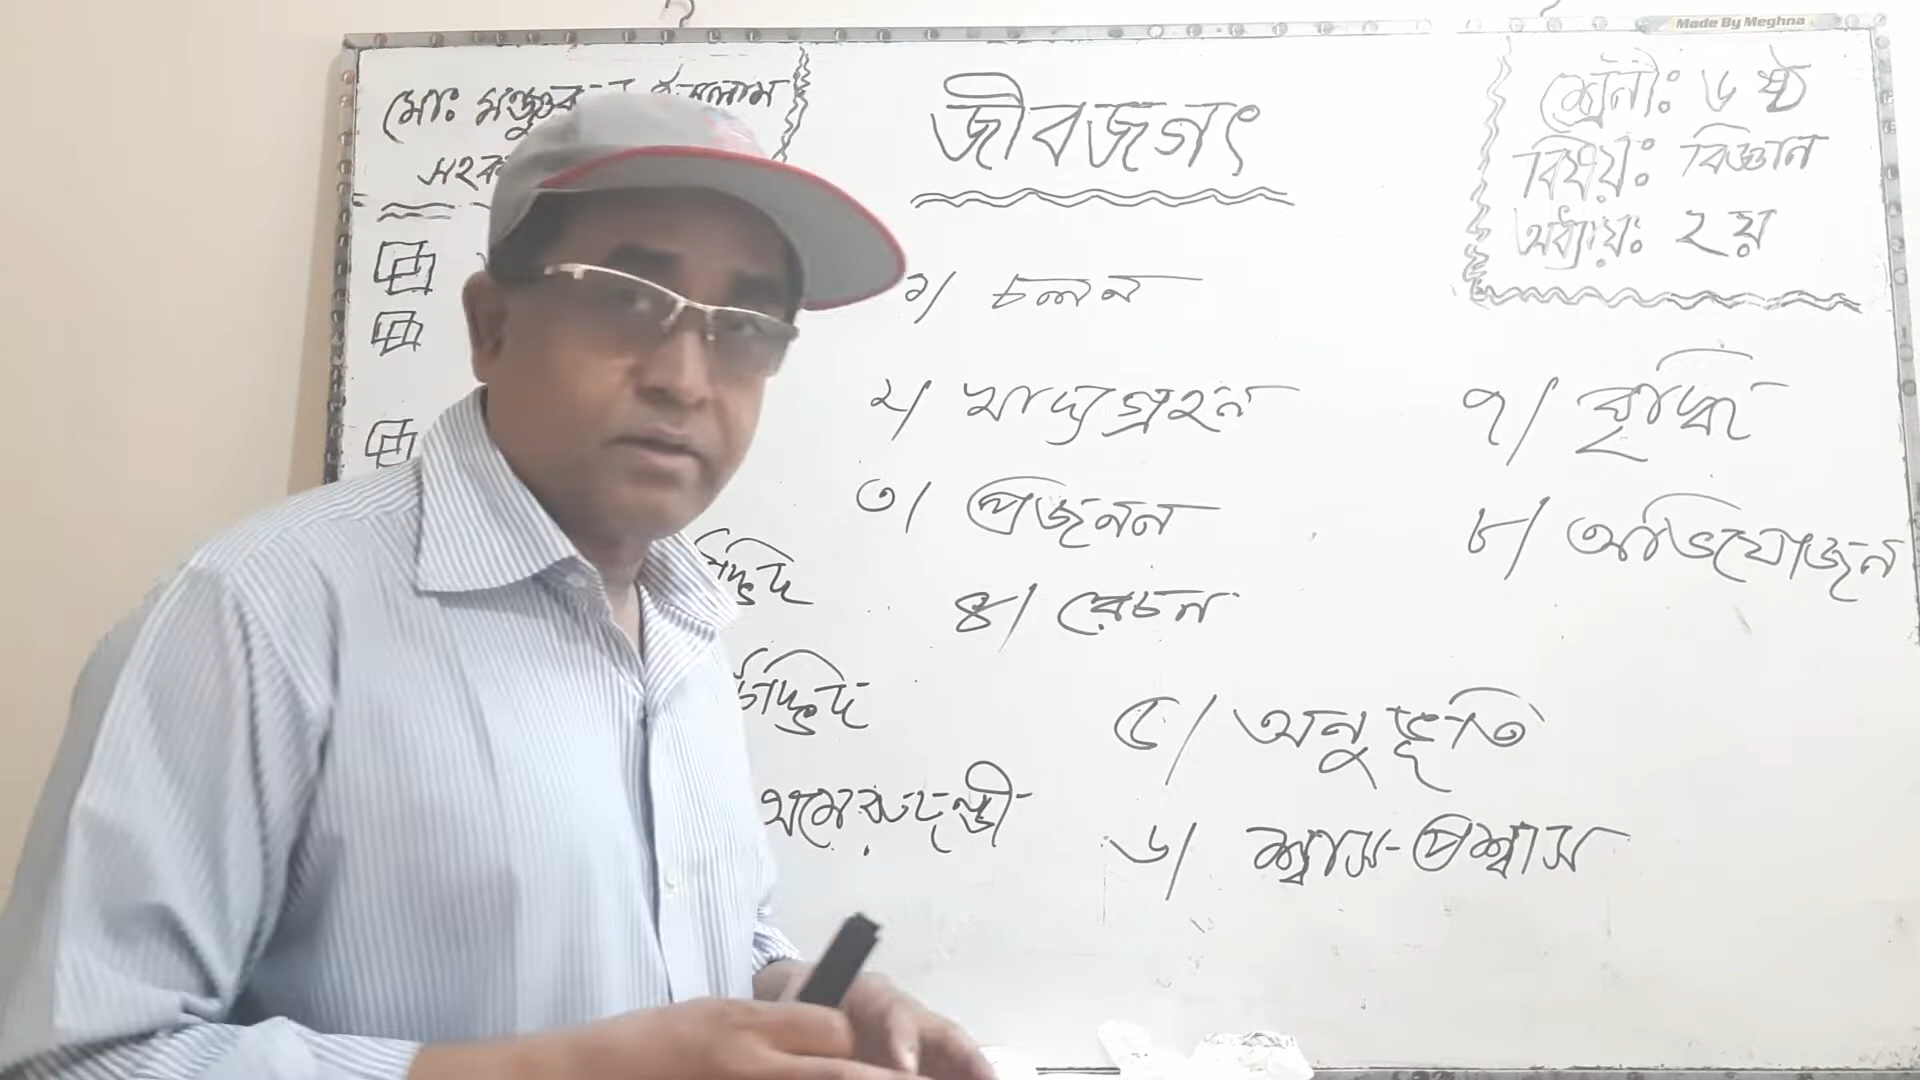 Made By Meghna
মোঃ
জীবজগৎ
শ্রেণীঃ ৬ষ্ঠ
বিষয়ঃ বিজ্ঞান
অধ্যায়ঃ ২য়
১/ চলন
২/ খাদ্যগ্রহন
৩/ প্রজনন
৪/ রেচন
৫/ অনুভূতি
৬/ শ্বাস-প্রশ্বাস
৭/ বৃদ্ধি
৮/ অভিযোজন